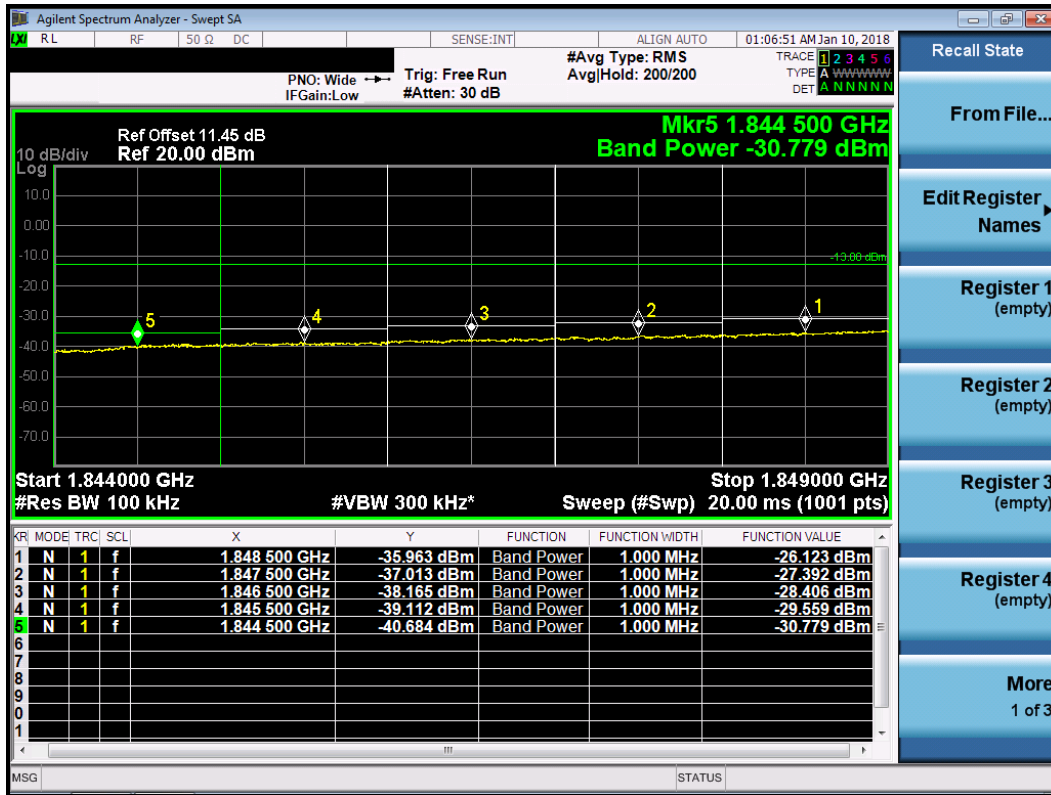 Agilent Spectrum Analyzer - Swept SA
LXI RL RF 50 Ω DC SENSE:INT ALIGN AUTO 01:06:51 AM Jan 10, 2018
PNO: Wide Trig: Free Run #Avg Type: RMS TRACE 1 2 3 4 5 6
IFGain:Low #Atten: 30 dB Avg|Hold: 200/200 TYPE A WWWWW
DET A N N N N N
Ref Offset 11.45 dB Mkr5 1.844 500 GHz
10 dB/div Ref 20.00 dBm Band Power -30.779 dBm
Log
10.0
0.00
-10.0
-13.00 dBm
-20.0
-30.0
5 4 3 2 1
-40.0
-50.0
-60.0
-70.0
Start 1.844000 GHz Stop 1.849000 GHz
#Res BW 100 kHz #VBW 300 kHz* Sweep (#Swp) 20.00 ms (1001 pts)
KR MODE TRC SCL X Y FUNCTION FUNCTION WIDTH FUNCTION VALUE
1 N 1 f 1.848 500 GHz -35.963 dBm Band Power 1.000 MHz -26.123 dBm
2 N 1 f 1.847 500 GHz -37.013 dBm Band Power 1.000 MHz -27.392 dBm
3 N 1 f 1.846 500 GHz -38.165 dBm Band Power 1.000 MHz -28.406 dBm
4 N 1 f 1.845 500 GHz -39.112 dBm Band Power 1.000 MHz -29.559 dBm
5 N 1 f 1.844 500 GHz -40.684 dBm Band Power 1.000 MHz -30.779 dBm
6
7
8
9
0
1
MSG STATUS
Recall State
From File...
Edit Register
Names
Register 1
(empty)
Register 2
(empty)
Register 3
(empty)
Register 4
(empty)
More
1 of 3